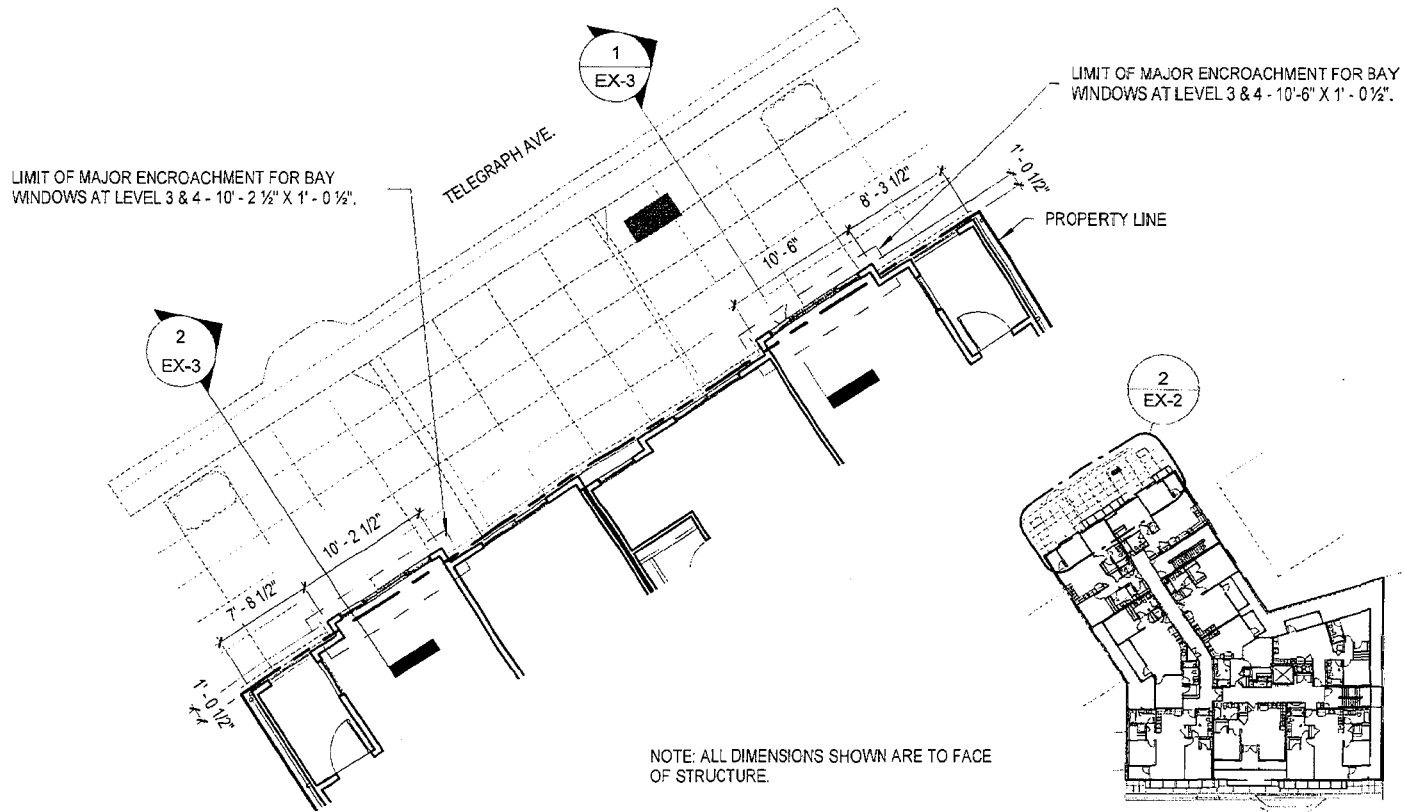 1
EX-3
LIMIT OF MAJOR ENCROACHMENT FOR BAY
WINDOWS AT LEVEL 3 & 4 - 10'-6" X 1' - 0 ½".
TELEGRAPH AVE.
LIMIT OF MAJOR ENCROACHMENT FOR BAY
WINDOWS AT LEVEL 3 & 4 - 10' - 2 ½" X 1' - 0 ½".
1' - 0 1/2"
8' - 3 1/2"
PROPERTY LINE
10' - 6"
2
EX-3
2
EX-2
10' - 2 1/2"
7' - 8 1/2"
1' - 0 1/2"
NOTE: ALL DIMENSIONS SHOWN ARE TO FACE
OF STRUCTURE.